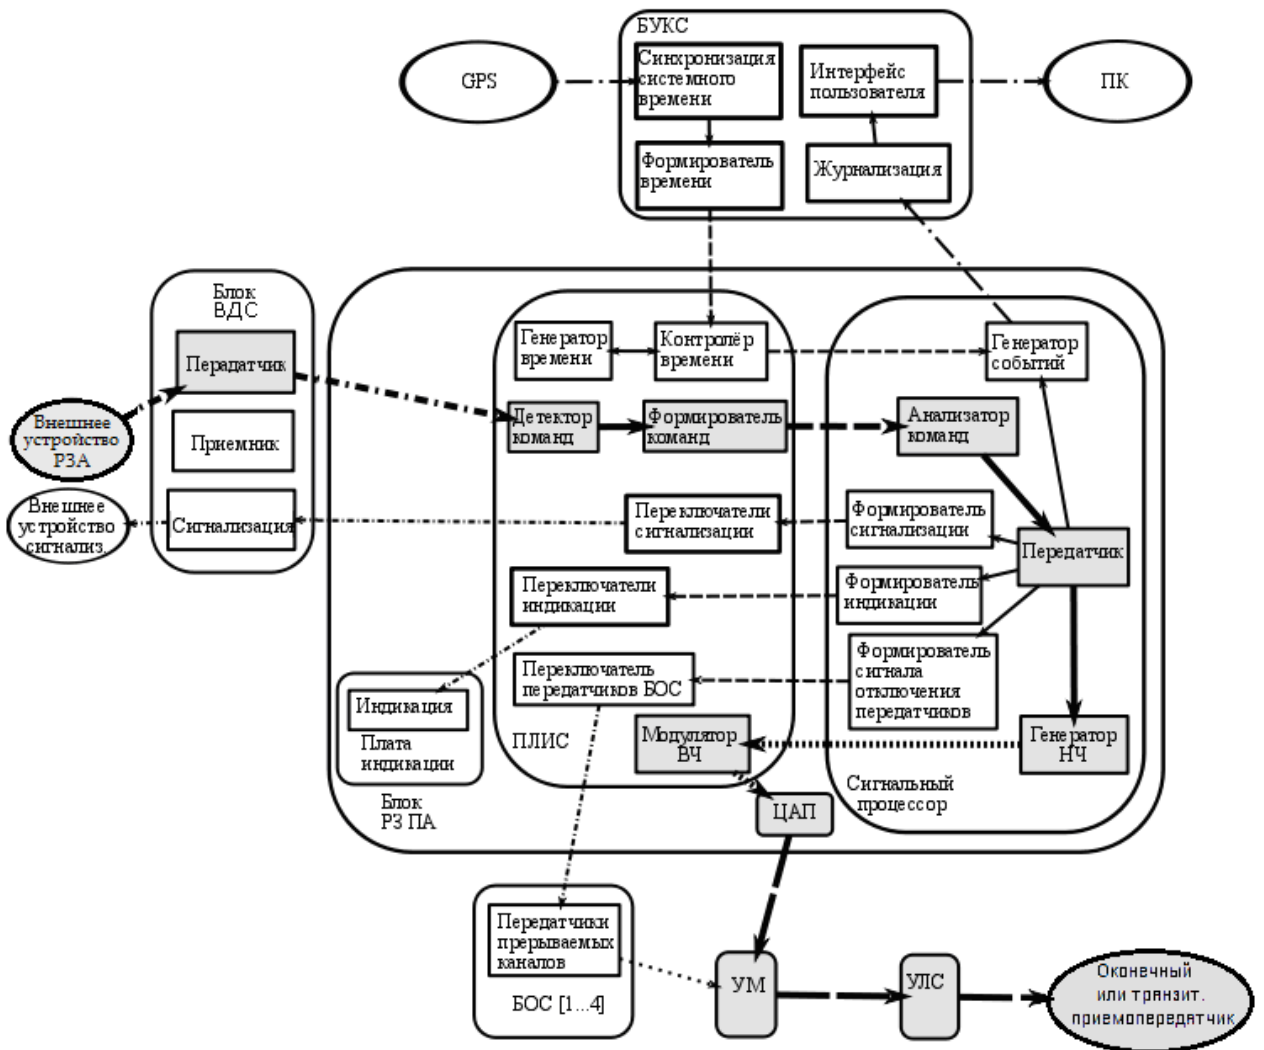 БУКС
GPS
Синхронизация
системного
времени
Интерфейс
пользователя
ПК
Формирователь
времени
Журнализация
Блок
ВДС
Перадатчик
Внешнее
устройство
РЗА
Приемник
Внешнее
устройство
сигнализ.
Сигнализация
Генератор
времени
Контролёр
времени
Генератор
событий
Детектор
команд
Формирователь
команд
Анализатор
команд
Переключатели
сигнализации
Формирователь
сигнализации
Передатчик
Переключатели
индикации
Формирователь
индикации
Переключатель
передатчиков БОС
Формирователь
сигнала
отключения
передатчиков
Индикация
Плата
индикации
ПЛИС
Модулятор
ВЧ
Генератор
НЧ
Сигнальный
процессор
Блок
РЗ ПА
ЦАП
Передатчики
прерываемых
каналов
БОС [1...4]
УМ
УЛС
Оконечный
или транзит.
приемопередатчик